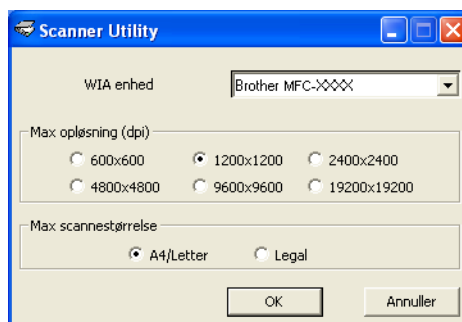 Scanner Utility
WIA enhed Brother MFC-XXXX
Max opløsning (dpi)
600x600 1200x1200 2400x2400
4800x4800 9600x9600 19200x19200
Max scannestørrelse
A4/Letter Legal
OK Annuller